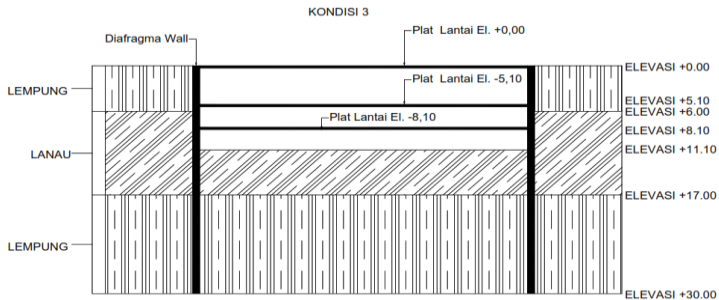 KONDISI 3
Diafragma Wall
Plat Lantai El. +0,00
ELEVASI +0.00
LEMPUNG
Plat Lantai El. -5,10
ELEVASI +5.10
ELEVASI +6.00
Plat Lantai El. -8,10
ELEVASI +8.10
LANAU
ELEVASI +11.10
ELEVASI +17.00
LEMPUNG
ELEVASI +30.00